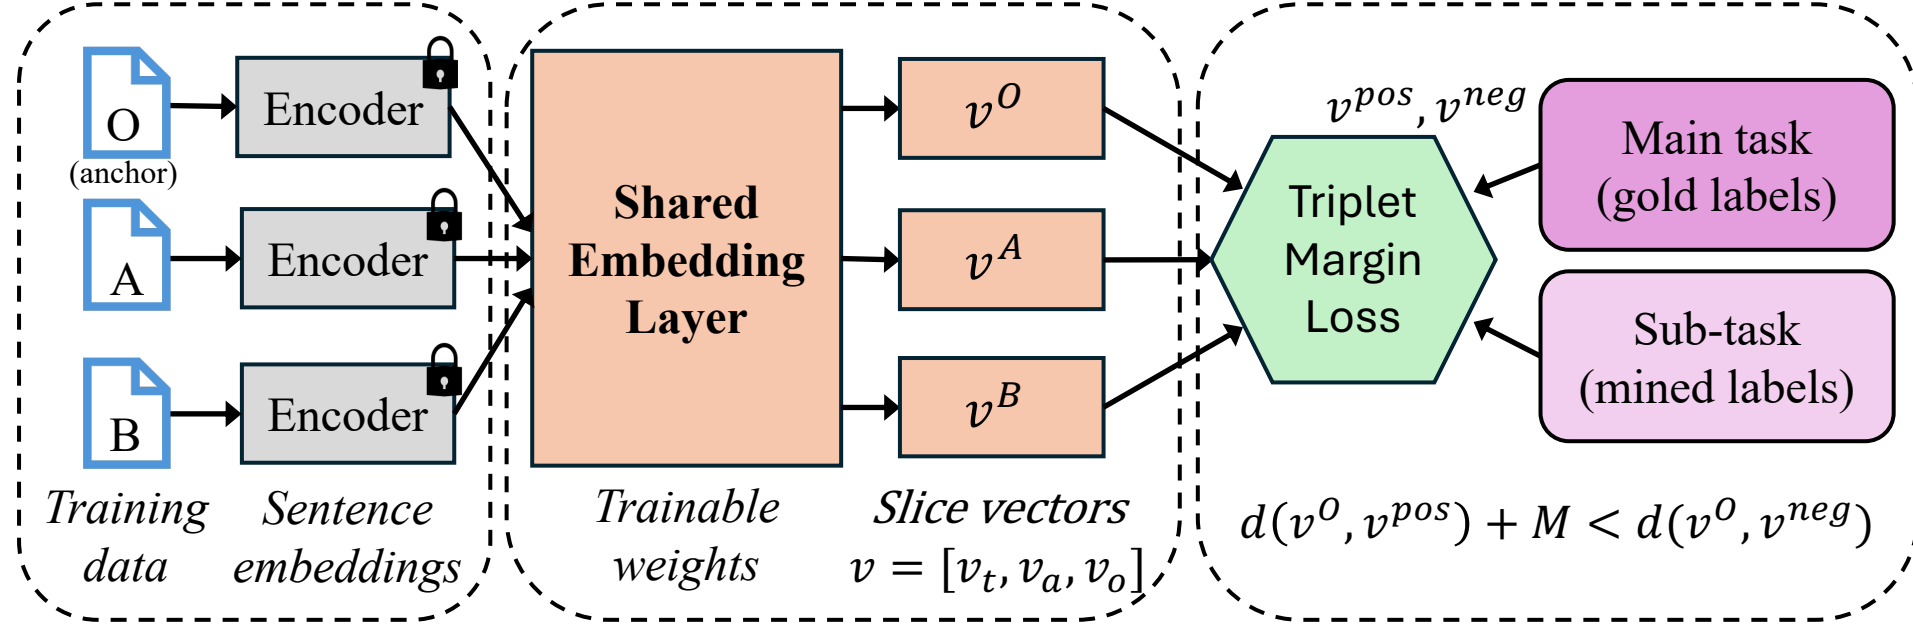 O
(anchor)
Encoder
A
Encoder
B
Encoder
Training
data
Sentence
embeddings
Shared
Embedding
Layer
Trainable
weights
v^O
v^A
v^B
Slice vectors
v = [v_t, v_a, v_o]
v^{pos}, v^{neg}
Triplet
Margin
Loss
Main task
(gold labels)
Sub-task
(mined labels)
d(v^O, v^{pos}) + M < d(v^O, v^{neg})